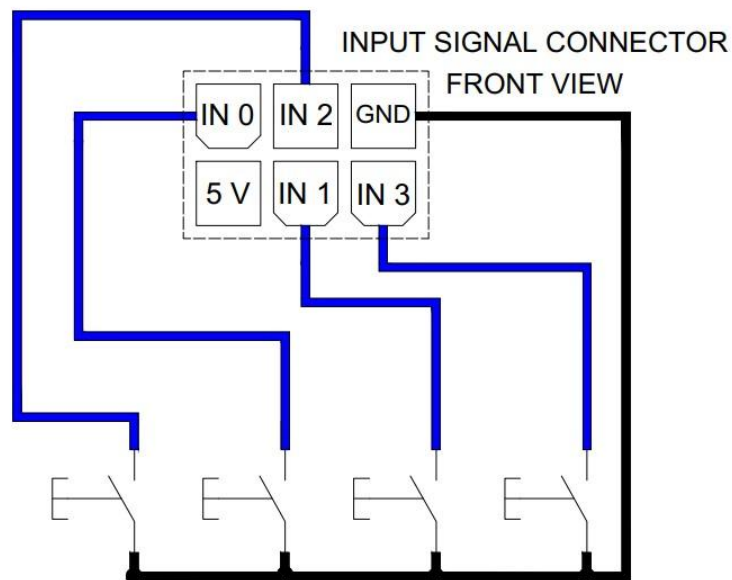 INPUT SIGNAL CONNECTOR
FRONT VIEW
IN 0 IN 2 GND
5 V IN 1 IN 3